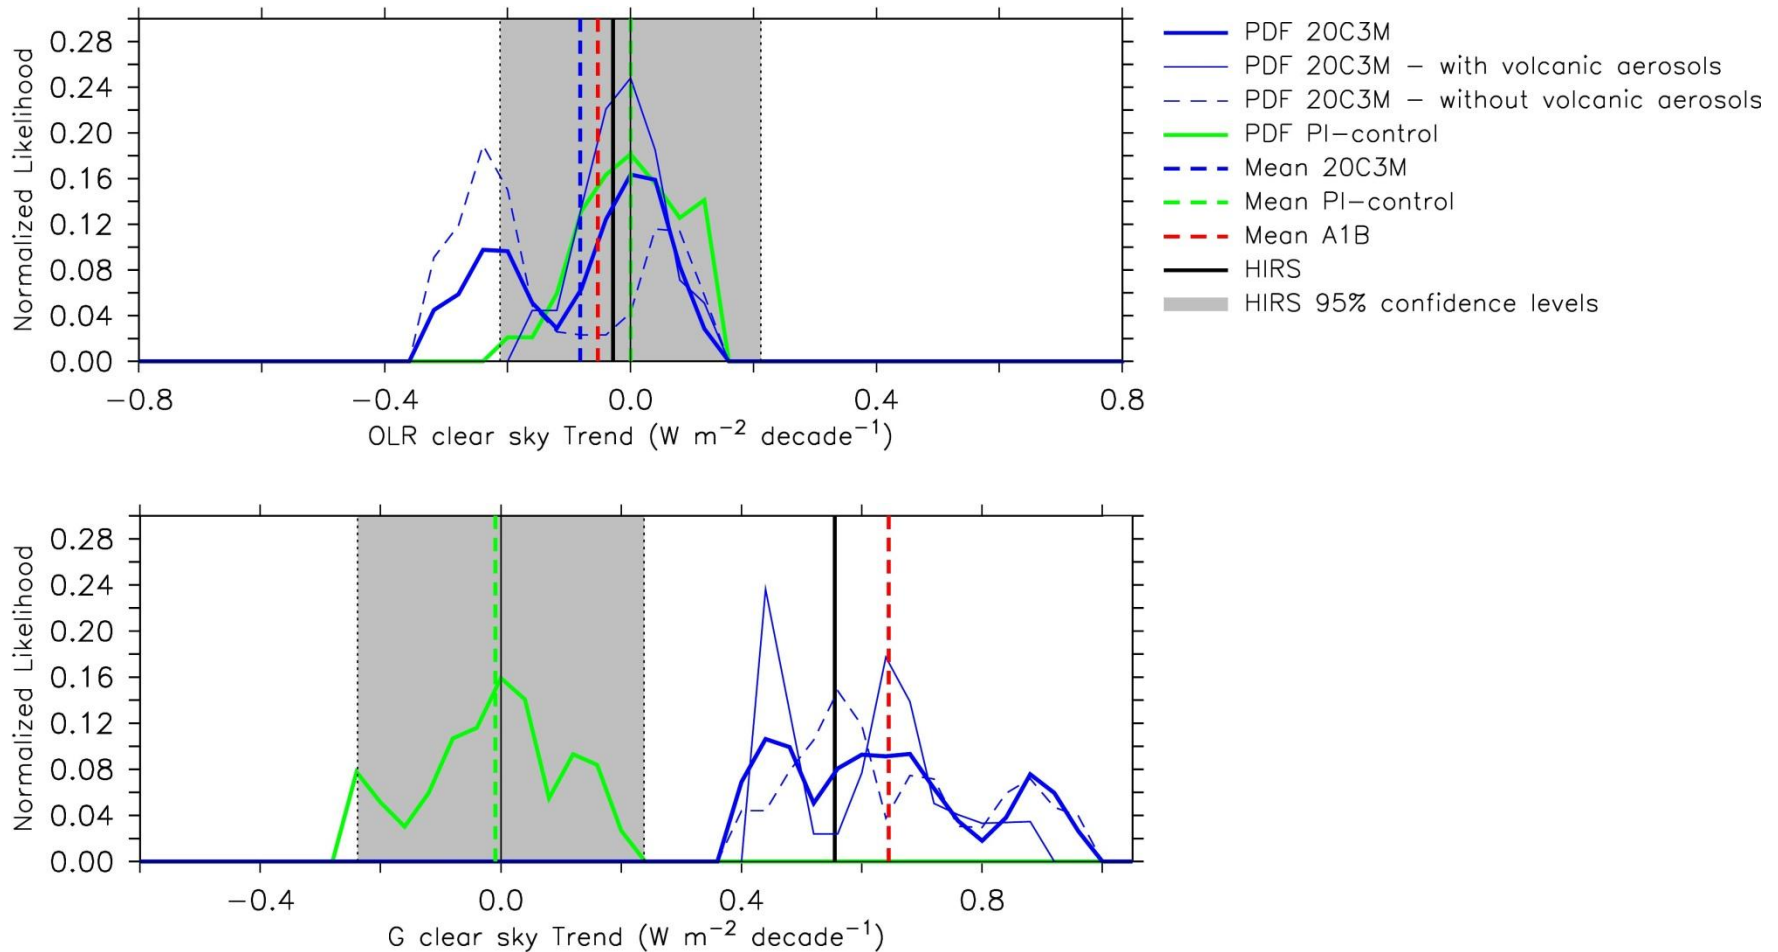 Normalized Likelihood
0.28
0.24
0.20
0.16
0.12
0.08
0.04
0.00
−0.8 −0.4 0.0 0.4 0.8
OLR clear sky Trend (W m⁻² decade⁻¹)
PDF 20C3M
PDF 20C3M – with volcanic aerosols
PDF 20C3M – without volcanic aerosols
PDF PI−control
Mean 20C3M
Mean PI−control
Mean A1B
HIRS
HIRS 95% confidence levels
Normalized Likelihood
0.28
0.24
0.20
0.16
0.12
0.08
0.04
0.00
−0.4 0.0 0.4 0.8
G clear sky Trend (W m⁻² decade⁻¹)